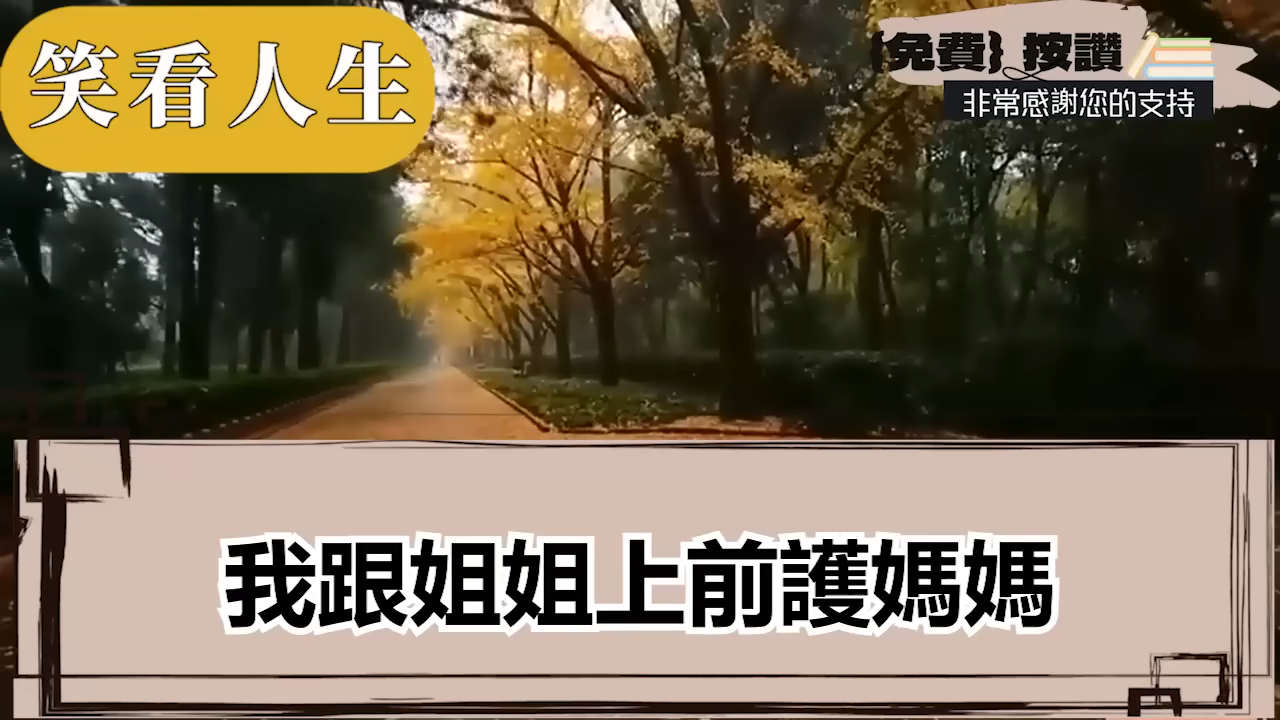 笑看人生
{免費} 按讚
非常感謝您的支持
我跟姐姐上前護媽媽